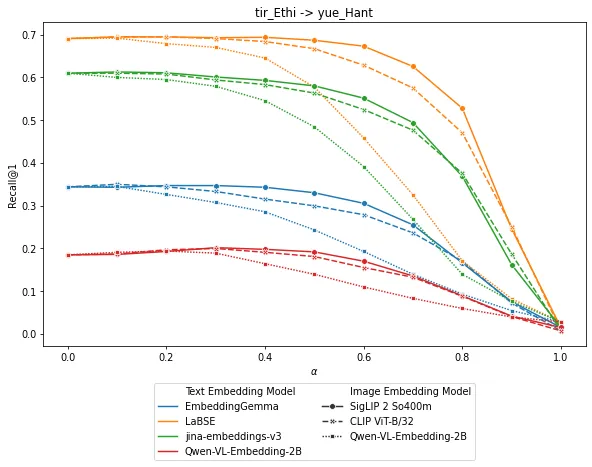 tir_Ethi -> yue_Hant
0.7
0.6
0.5
0.4
0.3
0.2
0.1
0.0
Recall@1
0.0 0.2 0.4 0.6 0.8 1.0
α
Text Embedding Model Image Embedding Model
EmbeddingGemma SigLIP 2 So400m
LaBSE CLIP ViT-B/32
jina-embeddings-v3 Qwen-VL-Embedding-2B
Qwen-VL-Embedding-2B